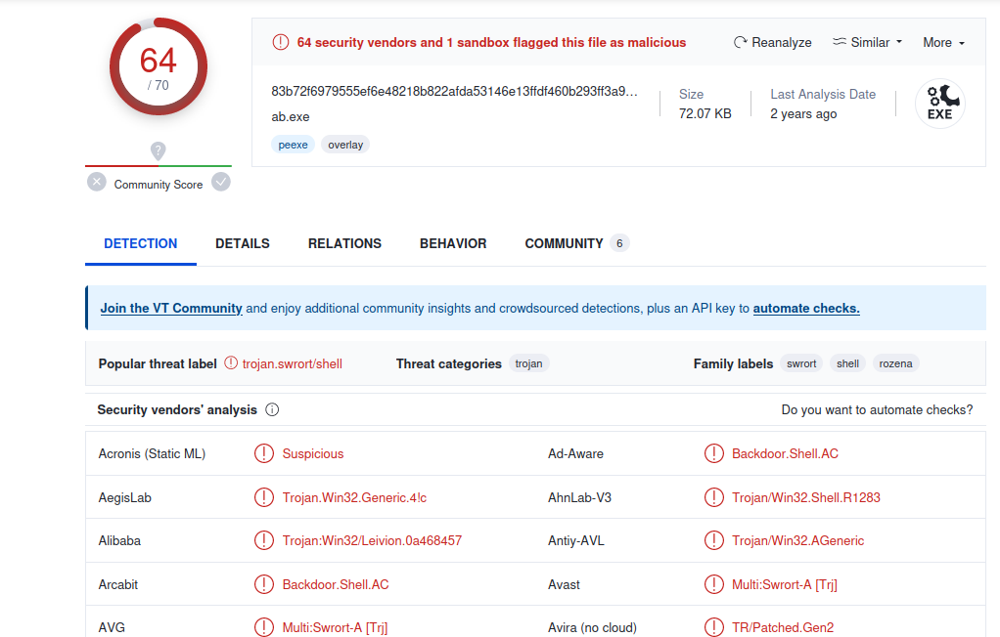 64
/ 70
?
Community Score
64 security vendors and 1 sandbox flagged this file as malicious
Reanalyze
Similar
More
83b72f6979555ef6e48218b822afda53146e13ffdf460b293ff3a9...
ab.exe
peexe
overlay
Size
72.07 KB
Last Analysis Date
2 years ago
EXE
DETECTION
DETAILS
RELATIONS
BEHAVIOR
COMMUNITY 6
Join the VT Community and enjoy additional community insights and crowdsourced detections, plus an API key to automate checks.
Popular threat label trojan.swrort/shell
Threat categories trojan
Family labels swrort shell rozena
Security vendors' analysis
Do you want to automate checks?
Acronis (Static ML) Suspicious
Ad-Aware Backdoor.Shell.AC
AegisLab Trojan.Win32.Generic.4!c
AhnLab-V3 Trojan/Win32.Shell.R1283
Alibaba Trojan:Win32/Leivion.0a468457
Antiy-AVL Trojan/Win32.AGeneric
Arcabit Backdoor.Shell.AC
Avast Multi:Swrort-A [Trj]
AVG Multi:Swrort-A [Trj]
Avira (no cloud) TR/Patched.Gen2